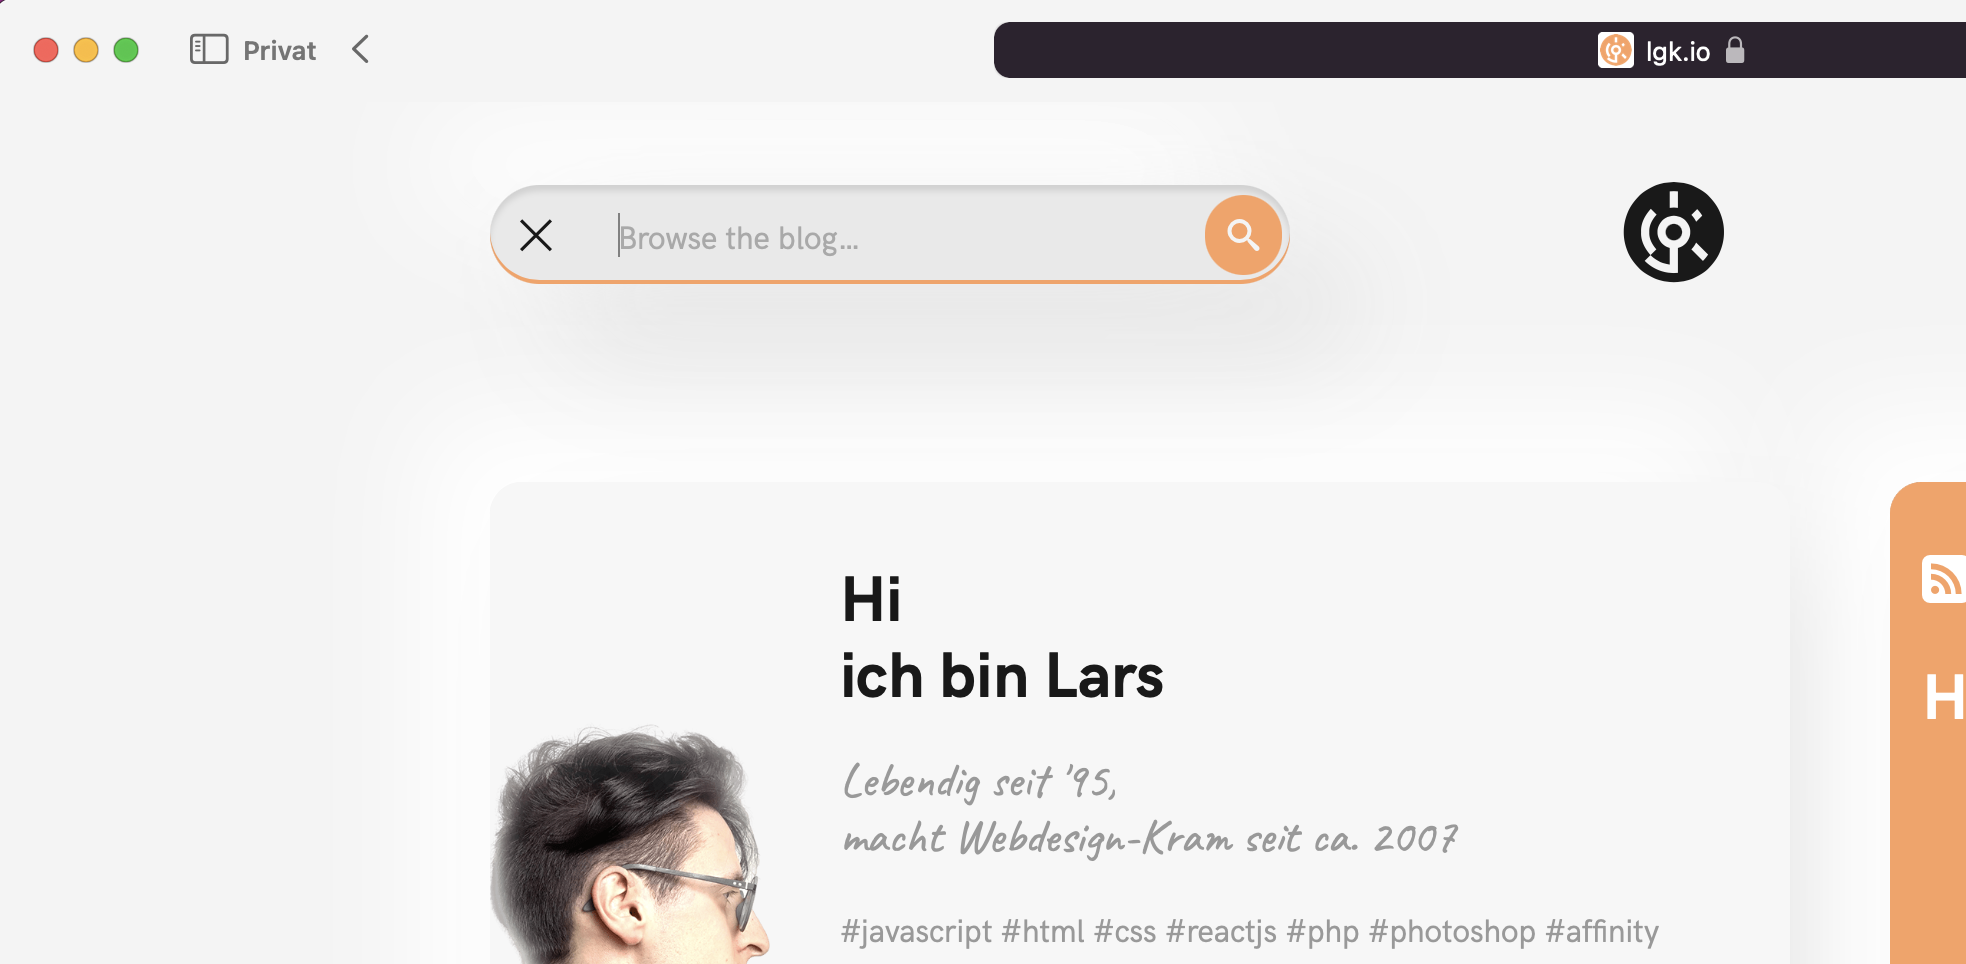 Privat
lgk.io
Browse the blog...
Hi
ich bin Lars
Lebendig seit '95,
macht Webdesign-Kram seit ca. 2007
#javascript #html #css #reactjs #php #photoshop #affinity
H